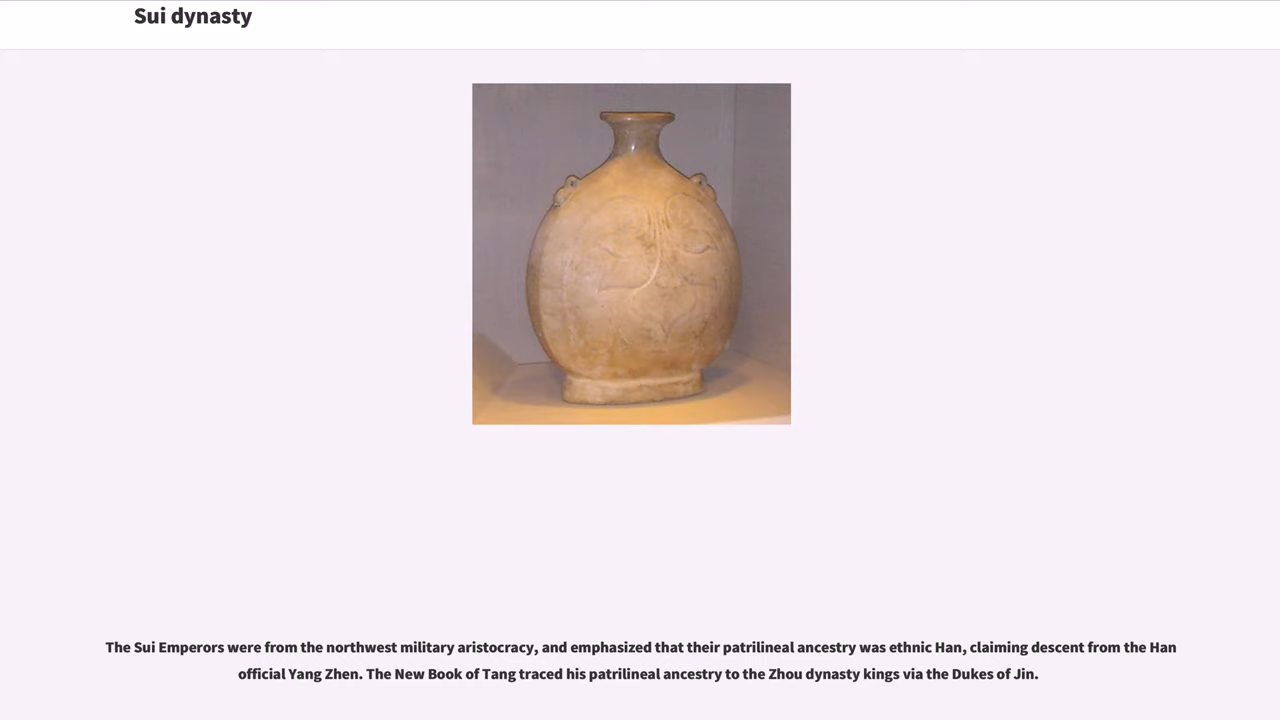 Sui dynasty
The Sui Emperors were from the northwest military aristocracy, and emphasized that their patrilineal ancestry was ethnic Han, claiming descent from the Han
official Yang Zhen. The New Book of Tang traced his patrilineal ancestry to the Zhou dynasty kings via the Dukes of Jin.